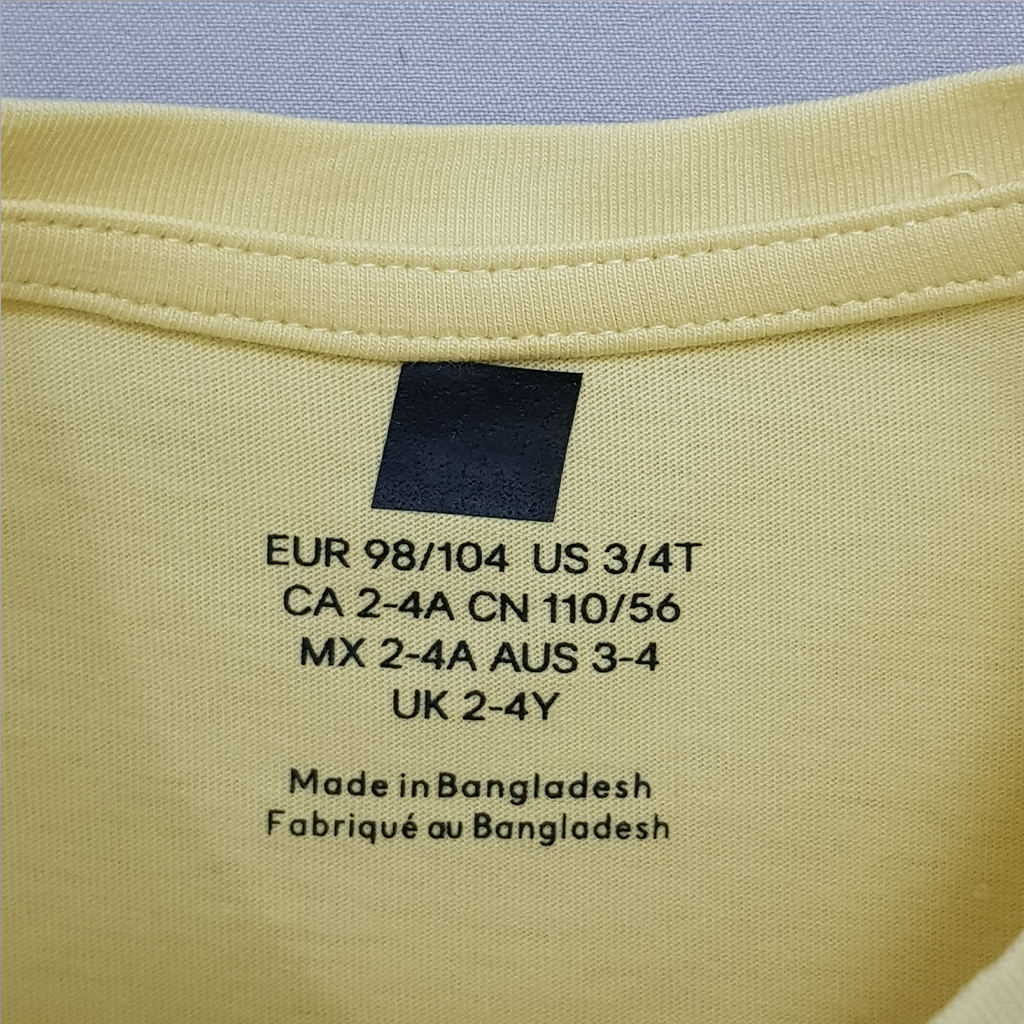 EUR 98/104 US 3/4T
CA 2-4A CN 110/56
MX 2-4A AUS 3-4
UK 2-4Y
Made in Bangladesh
Fabriqué au Bangladesh